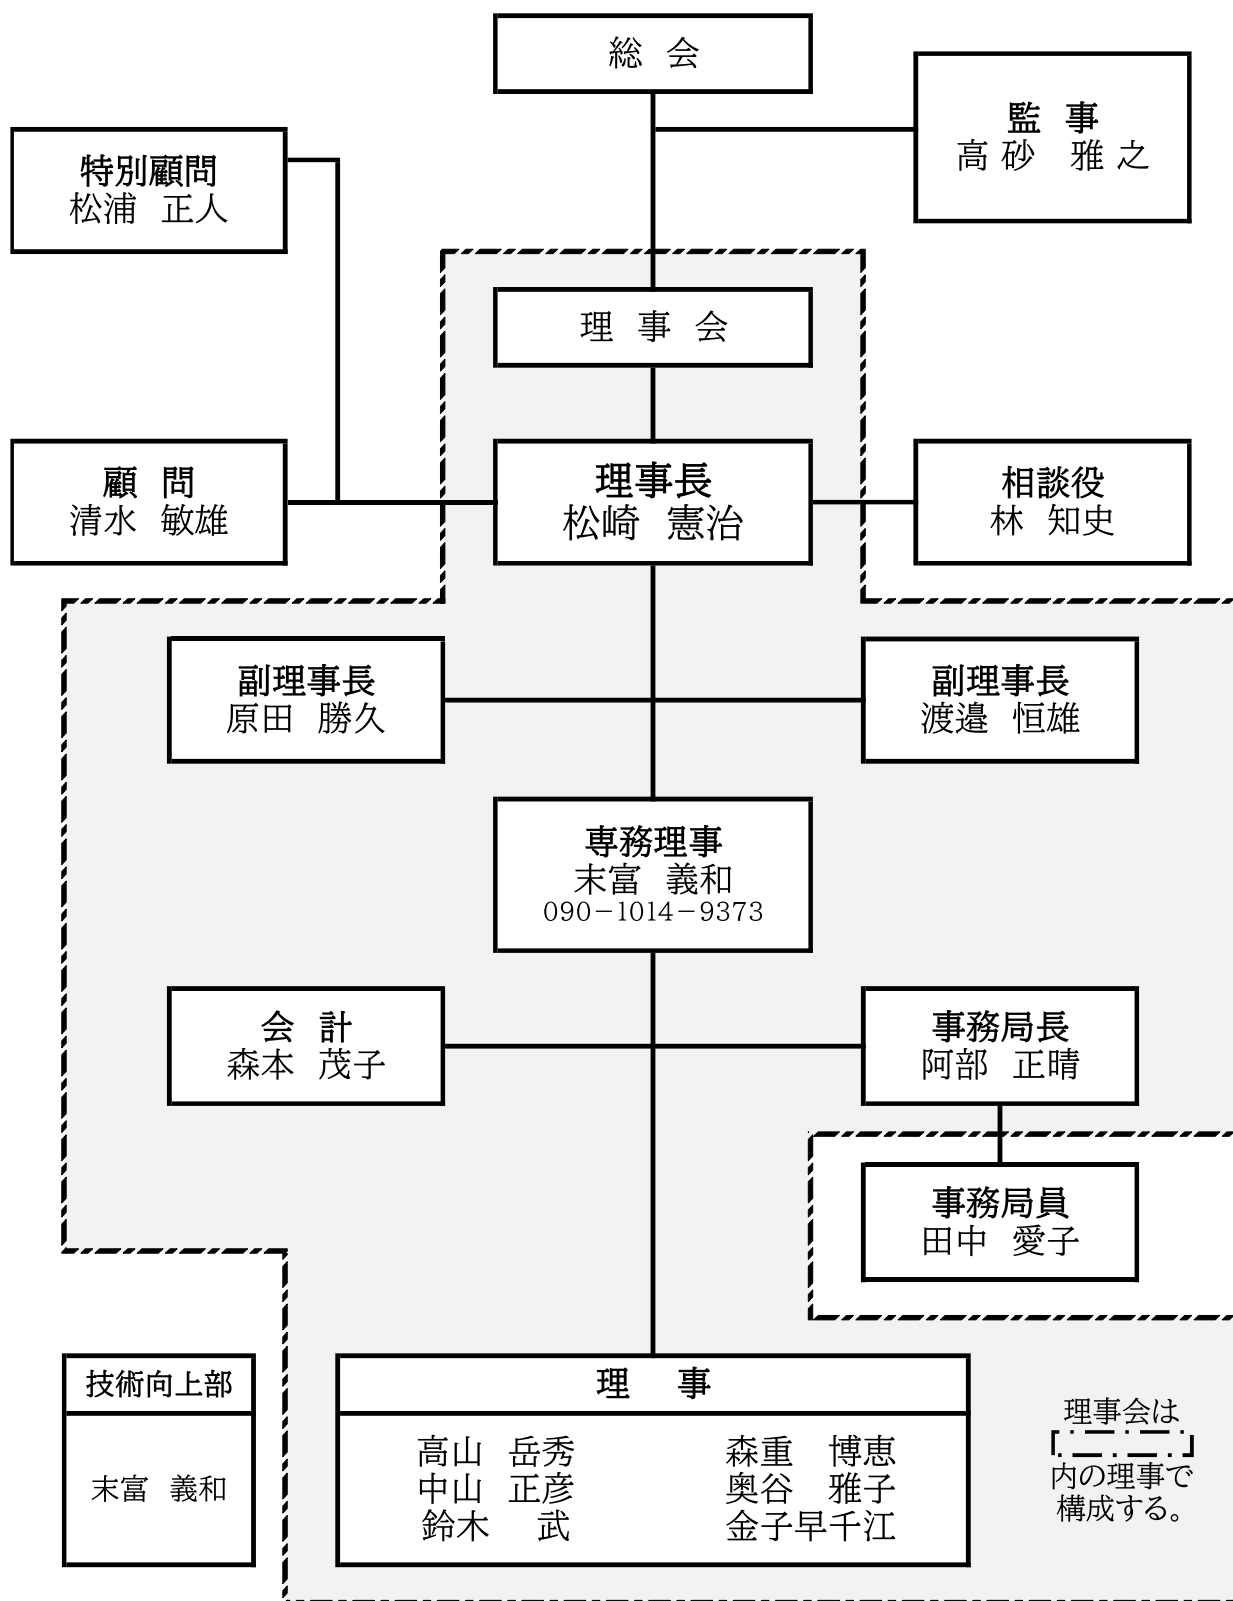 総 会
監 事
高砂 雅之
特別顧問
松浦 正人
理 事 会
顧 問
清水 敏雄
理事長
松崎 憲治
相談役
林 知史
副理事長
原田 勝久
副理事長
渡邉 恒雄
専務理事
末富 義和
090-1014-9373
会 計
森本 茂子
事務局長
阿部 正晴
事務局員
田中 愛子
技術向上部
末富 義和
理 事
高山 岳秀 森重 博恵
中山 正彦 奥谷 雅子
鈴木 武 金子早千江
理事会は
内の理事で
構成する。